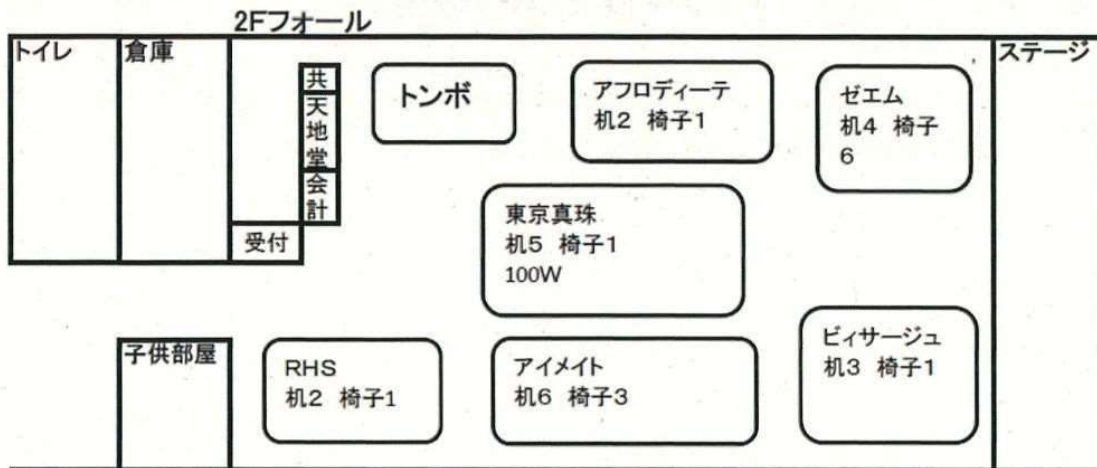 2Fフォール
トイレ
倉庫
ステージ
共
天地堂
会計
受付
トンボ
アフロディーテ
机2 椅子1
ゼエム
机4 椅子
6
東京真珠
机5 椅子1
100W
子供部屋
RHS
机2 椅子1
アイメイト
机6 椅子3
ビィサージュ
机3 椅子1